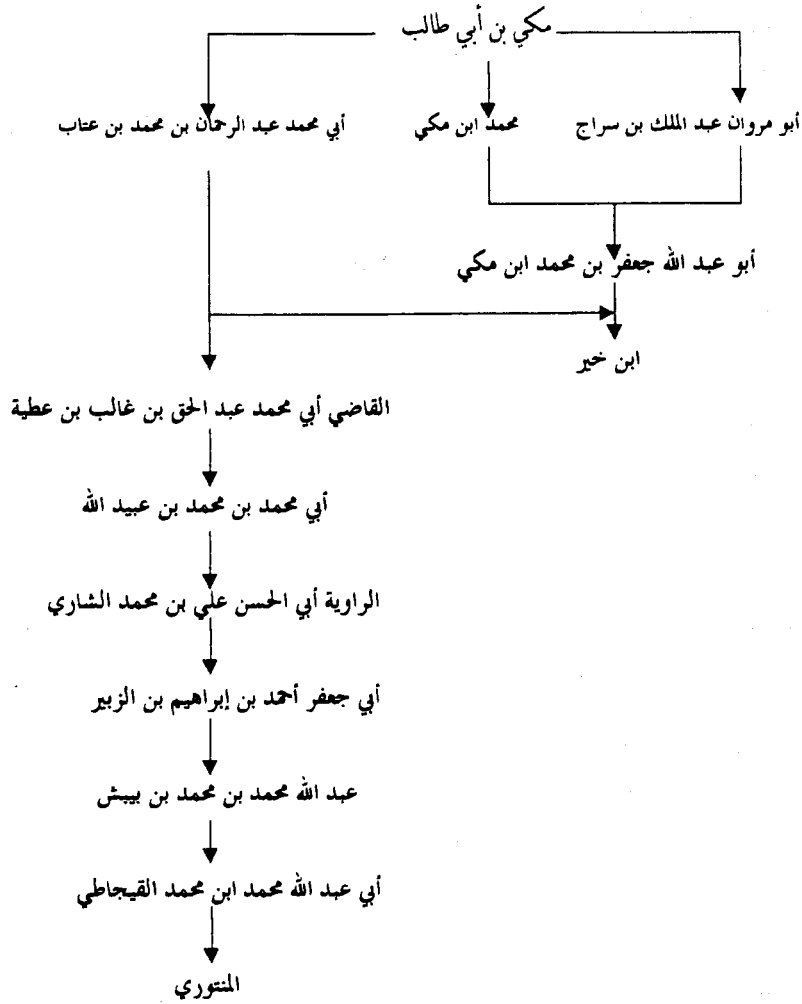 مكي بن أبي طالب
أبو مروان عبد الملك بن سراج
محمد ابن مكي
أبي محمد عبد الرحمان بن محمد بن عتاب
أبو عبد الله جعفر بن محمد ابن مكي
ابن خير
القاضي أبي محمد عبد الحق بن غالب بن عطية
أبي محمد بن محمد بن عبيد الله
الراوية أبي الحسن علي بن محمد الشاري
أبي جعفر أحمد بن إبراهيم بن الزبير
عبد الله محمد بن محمد بن بيبش
أبي عبد الله محمد ابن محمد القيجاطي
المنتوري